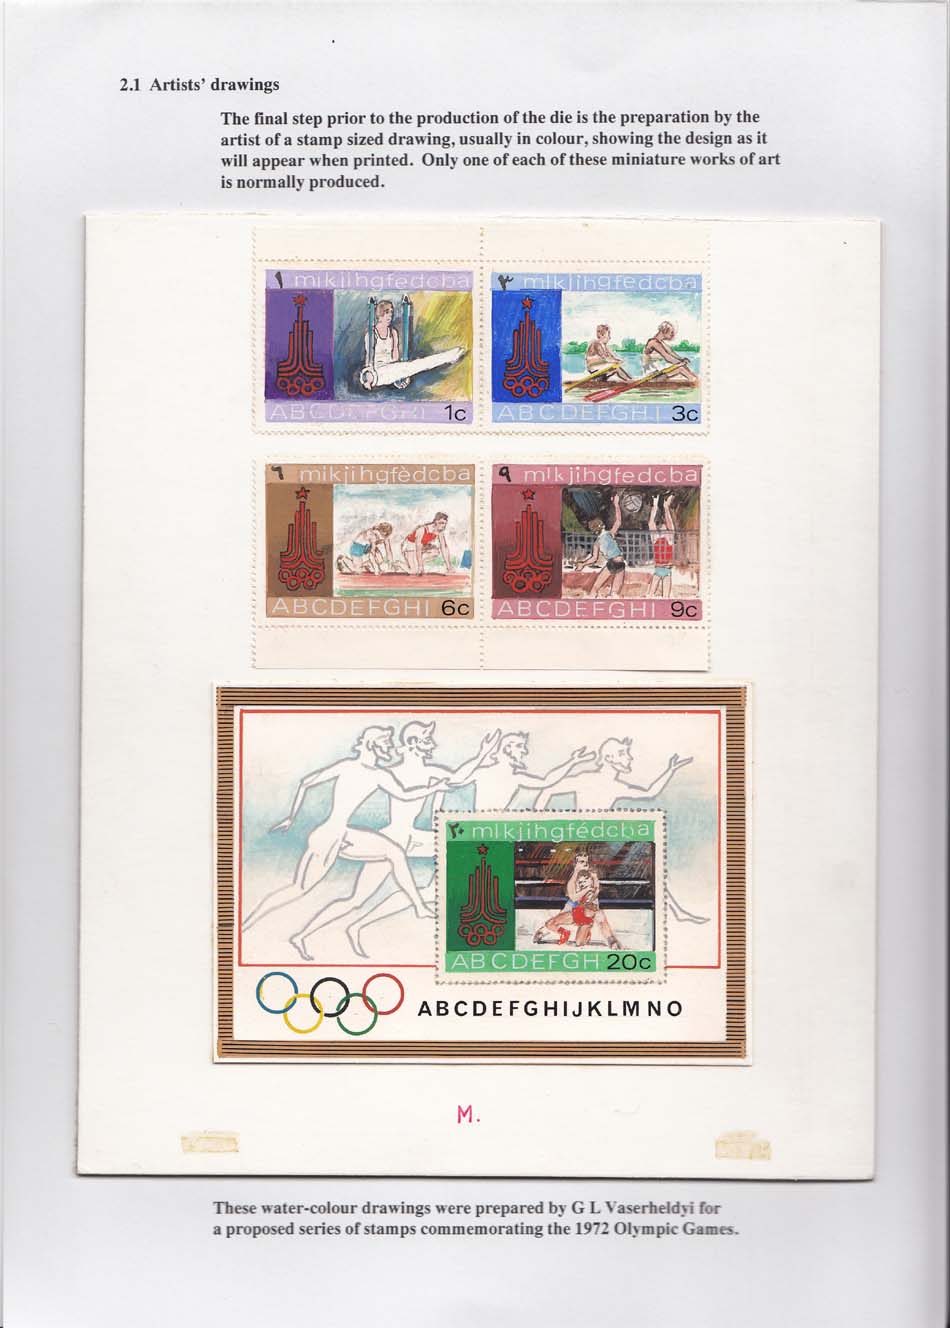 2.1 Artists' drawings
The final step prior to the production of the die is the preparation by the
artist of a stamp sized drawing, usually in colour, showing the design as it
will appear when printed. Only one of each of these miniature works of art
is normally produced.
١ mlkjihgfedcba
ABCDEFGHI 1c
٣ mlkjihgfedcba
ABCDEFGHI 3c
٦ mlkjihgfèdcba
ABCDEFGHI 6c
٩ mlkjihgfedcba
ABCDEFGHI 9c
٢٠ mlkjihgfédcba
ABCDEFGH 20c
ABCDEFGHIJKLMNO
M.
These water-colour drawings were prepared by G L Vaserheldyi for
a proposed series of stamps commemorating the 1972 Olympic Games.